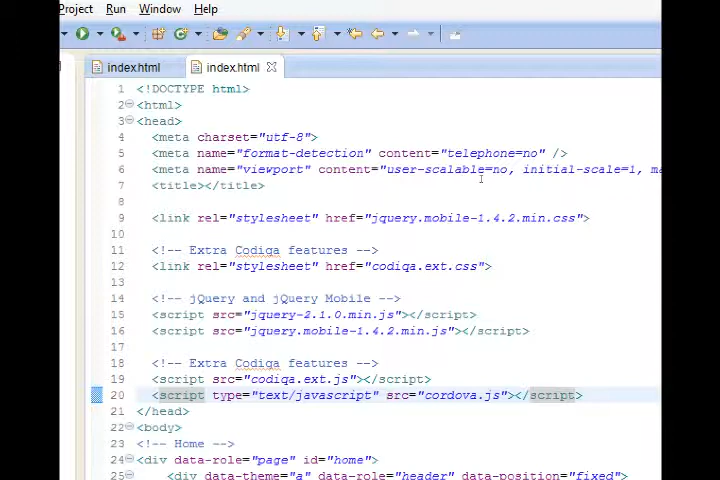 Project Run Window Help
index.html index.html
1 <!DOCTYPE html>
2 <html>
3 <head>
4 <meta charset="utf-8">
5 <meta name="format-detection" content="telephone=no" />
6 <meta name="viewport" content="user-scalable=no, initial-scale=1, ma
7 <title></title>
8
9 <link rel="stylesheet" href="jquery.mobile-1.4.2.min.css">
10
11 <!-- Extra Codiqa features -->
12 <link rel="stylesheet" href="codiqa.ext.css">
13
14 <!-- jQuery and jQuery Mobile -->
15 <script src="jquery-2.1.0.min.js"></script>
16 <script src="jquery.mobile-1.4.2.min.js"></script>
17
18 <!-- Extra Codiqa features -->
19 <script src="codiqa.ext.js"></script>
20 <script type="text/javascript" src="cordova.js"></script>
21 </head>
22 <body>
23 <!-- Home -->
24 <div data-role="page" id="home">
25 <div data-theme="a" data-role="header" data-position="fixed">